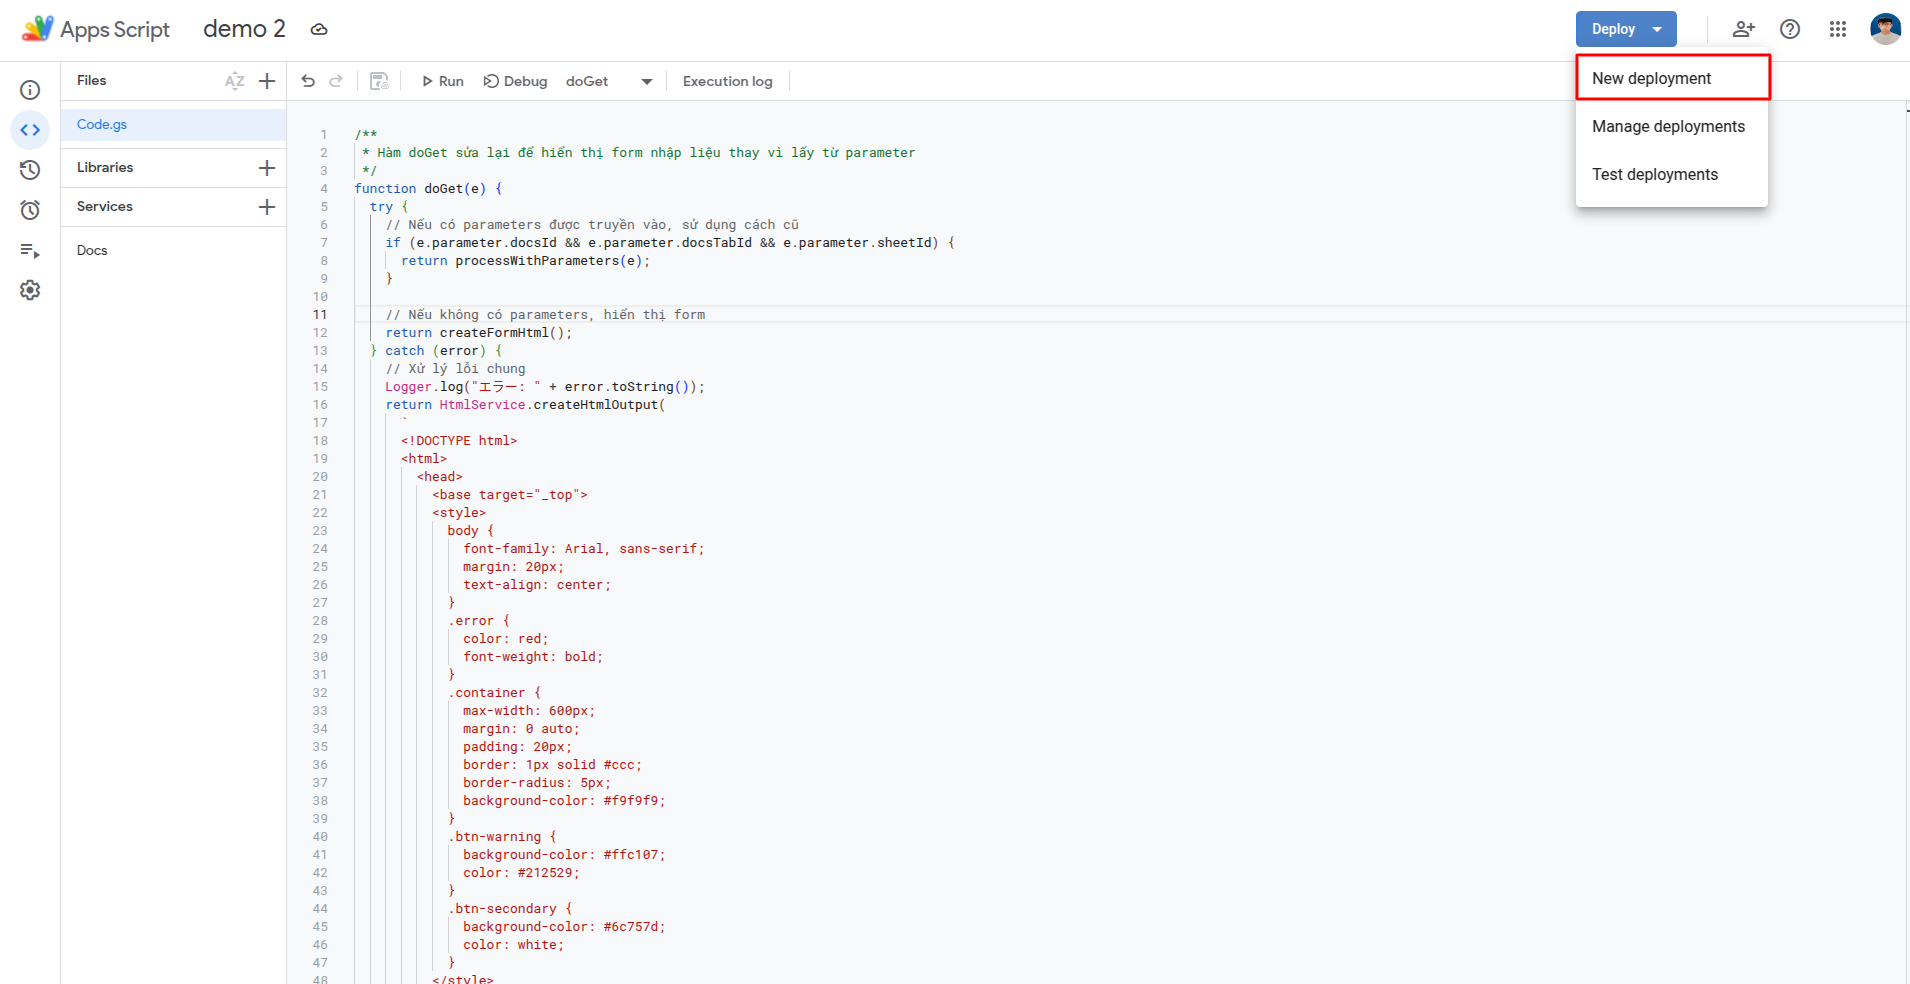 Apps Script
demo 2
Deploy
New deployment
Manage deployments
Test deployments
Files
AZ
Code.gs
Libraries
Services
Docs
Run
Debug
doGet
Execution log
1 /**
2 * Hàm doGet sửa lại để hiển thị form nhập liệu thay vì lấy từ parameter
3 */
4 function doGet(e) {
5 try {
6 // Nếu có parameters được truyền vào, sử dụng cách cũ
7 if (e.parameter.docsId && e.parameter.docsTabId && e.parameter.sheetId) {
8 return processWithParameters(e);
9 }
10
11 // Nếu không có parameters, hiển thị form
12 return createFormHtml();
13 } catch (error) {
14 // Xử lý lỗi chung
15 Logger.log("エラー: " + error.toString());
16 return HtmlService.createHtmlOutput(
17 `
18 <!DOCTYPE html>
19 <html>
20 <head>
21 <base target="_top">
22 <style>
23 body {
24 font-family: Arial, sans-serif;
25 margin: 20px;
26 text-align: center;
27 }
28 .error {
29 color: red;
30 font-weight: bold;
31 }
32 .container {
33 max-width: 600px;
34 margin: 0 auto;
35 padding: 20px;
36 border: 1px solid #ccc;
37 border-radius: 5px;
38 background-color: #f9f9f9;
39 }
40 .btn-warning {
41 background-color: #ffc107;
42 color: #212529;
43 }
44 .btn-secondary {
45 background-color: #6c757d;
46 color: white;
47 }
48 </style>